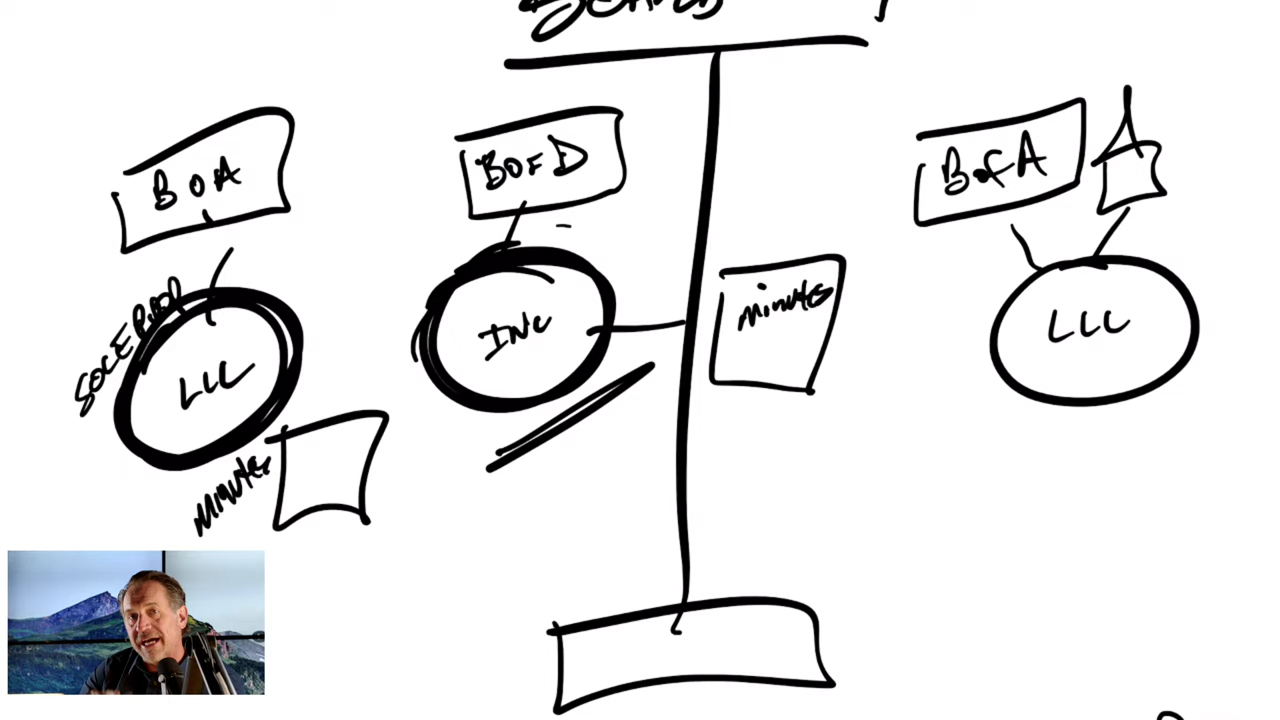 BOA
BOFD
BofA
minutes
INC
LLC
SOLE PROP
LLC
minutes